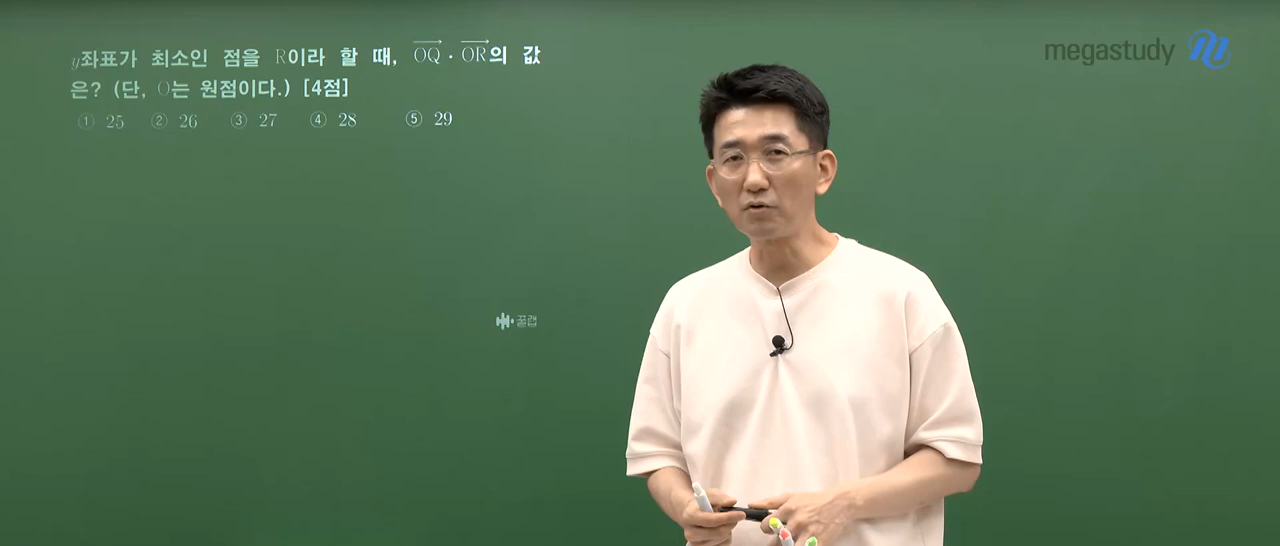 y좌표가 최소인 점을 R이라 할 때, OQ · OR의 값
은? (단, O는 원점이다.) [4점]
① 25 ② 26 ③ 27 ④ 28 ⑤ 29
megastudy
꿀랩